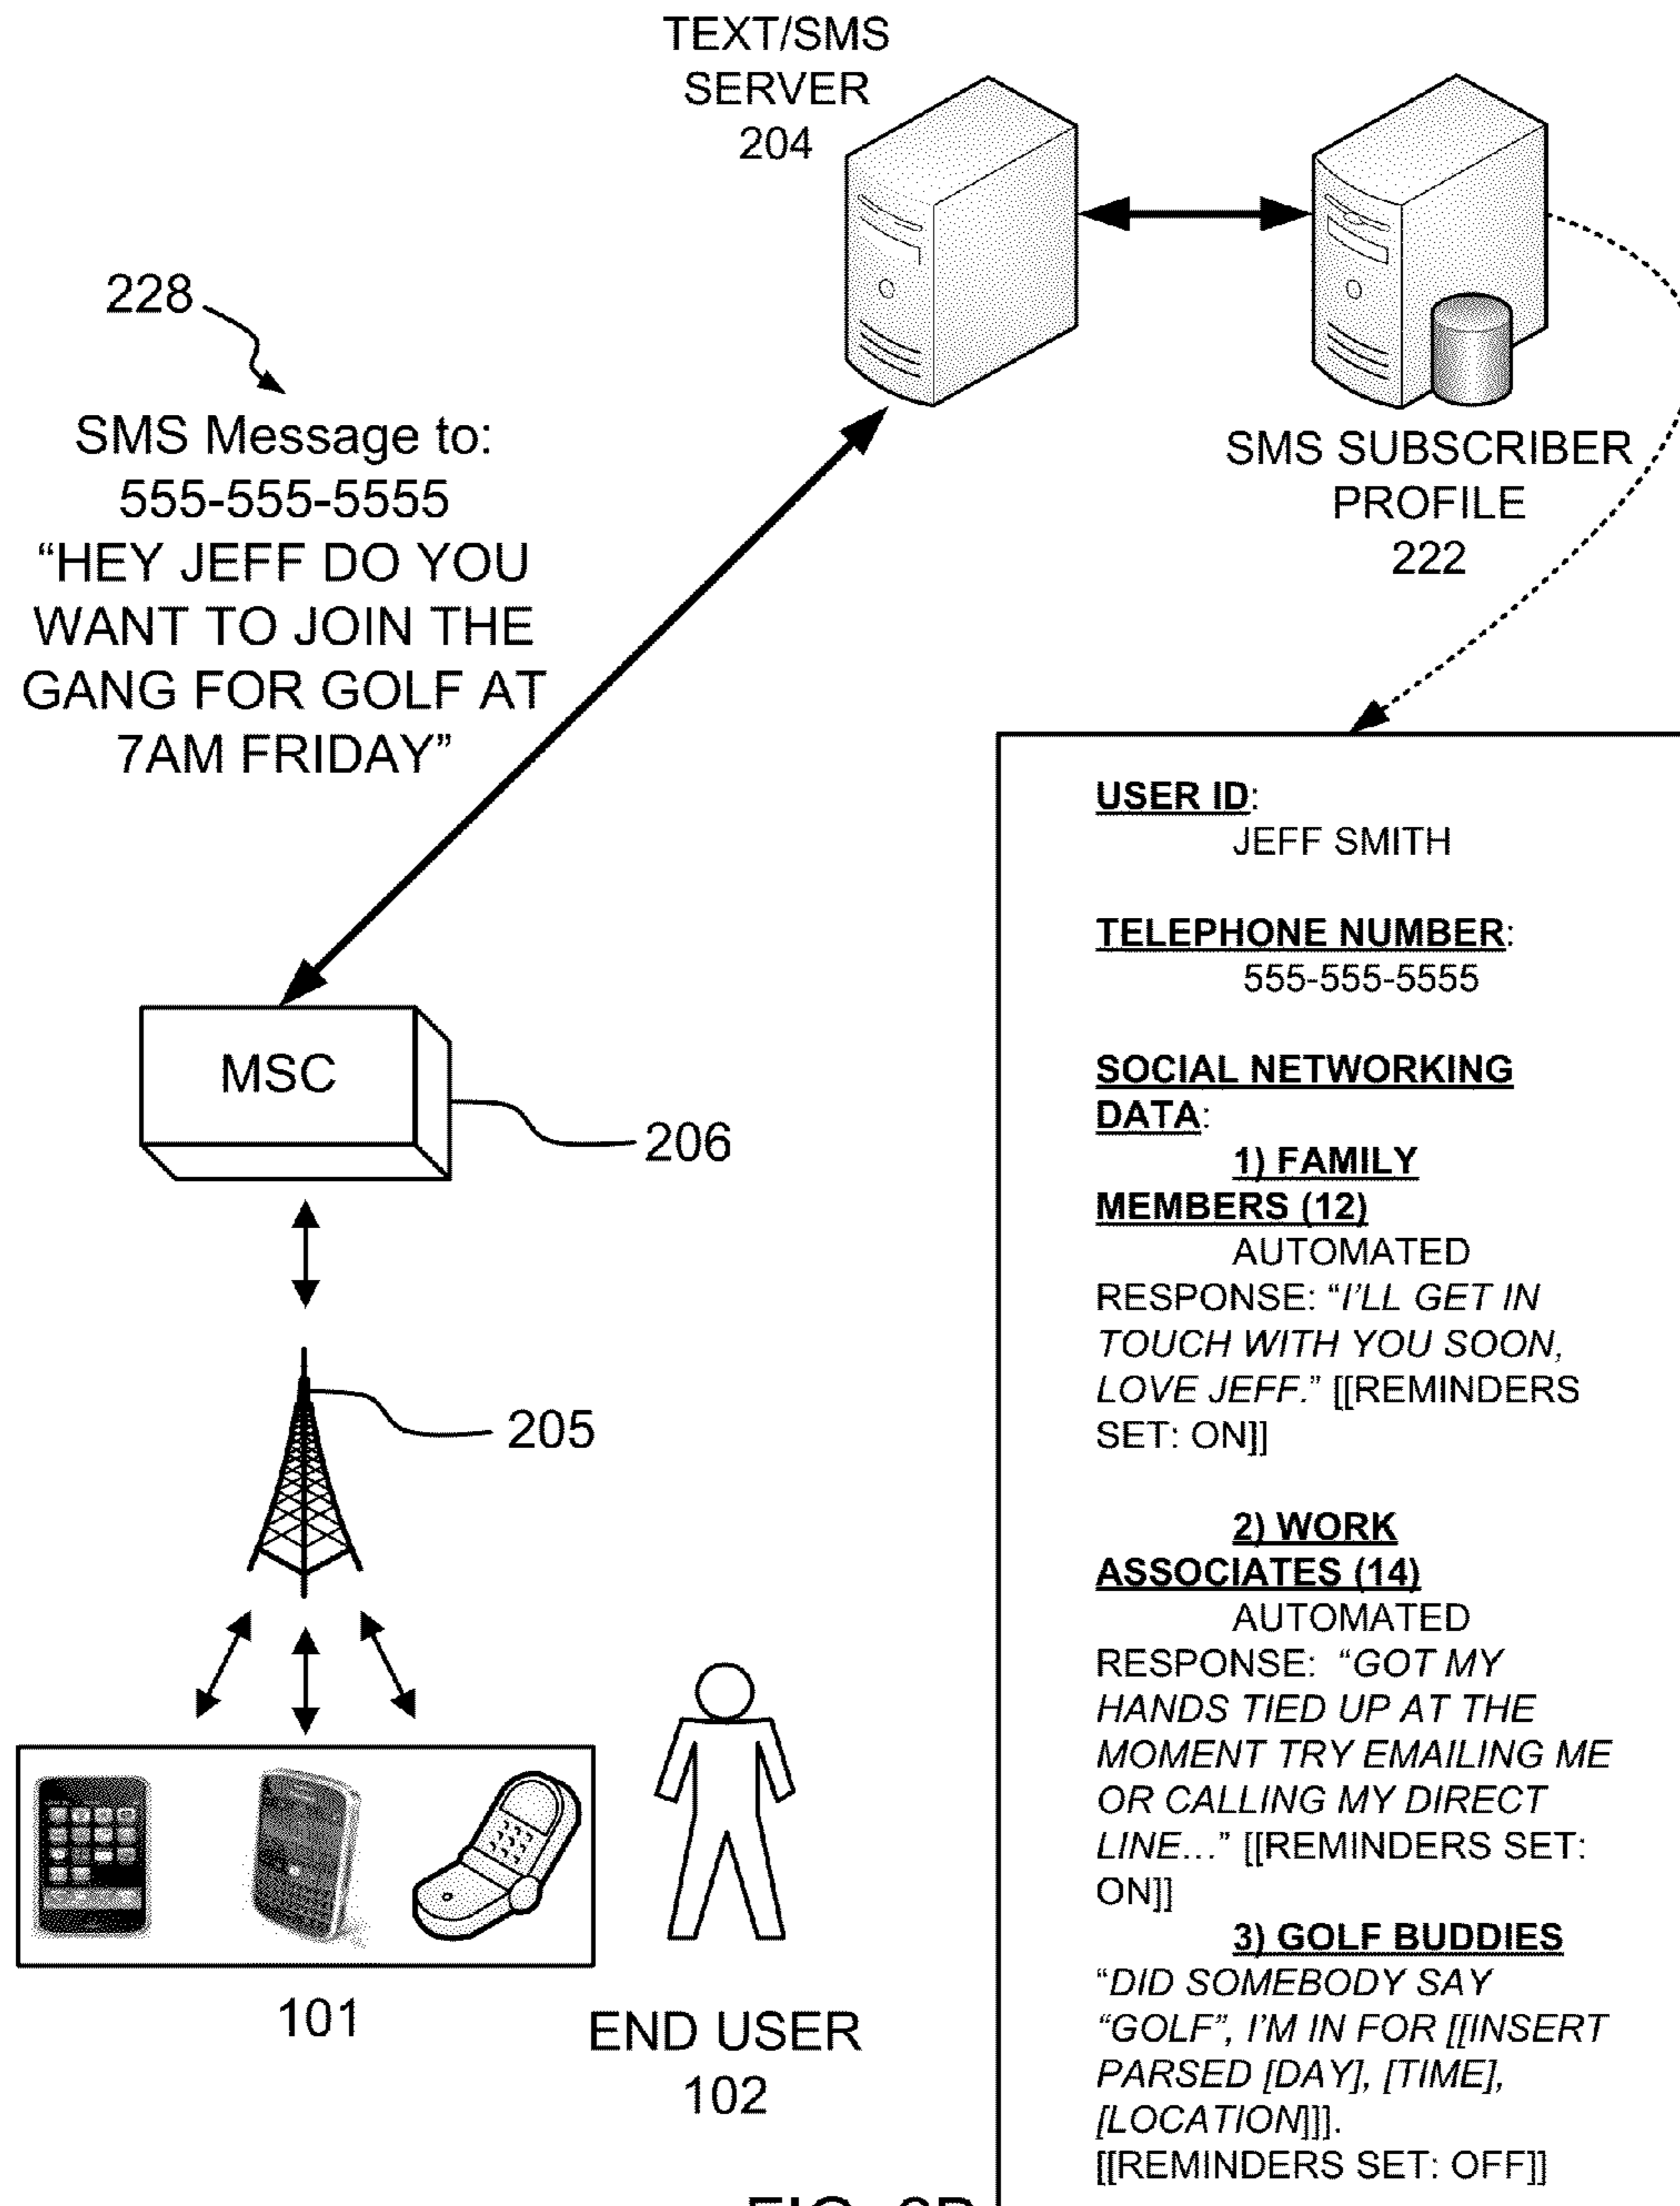 TEXT/SMS
SERVER
204
228
SMS Message to:
555-555-5555
“HEY JEFF DO YOU
WANT TO JOIN THE
GANG FOR GOLF AT
7AM FRIDAY”
SMS SUBSCRIBER
PROFILE
222
MSC
206
205
101
END USER
102
USER ID:
JEFF SMITH
TELEPHONE NUMBER:
555-555-5555
SOCIAL NETWORKING
DATA:
1) FAMILY
MEMBERS (12)
AUTOMATED
RESPONSE: “I’LL GET IN
TOUCH WITH YOU SOON,
LOVE JEFF.” [[REMINDERS
SET: ON]]
2) WORK
ASSOCIATES (14)
AUTOMATED
RESPONSE: “GOT MY
HANDS TIED UP AT THE
MOMENT TRY EMAILING ME
OR CALLING MY DIRECT
LINE…” [[REMINDERS SET:
ON]]
3) GOLF BUDDIES
“DID SOMEBODY SAY
“GOLF”, I’M IN FOR [[INSERT
PARSED [DAY], [TIME],
[LOCATION]]].
[[REMINDERS SET: OFF]]